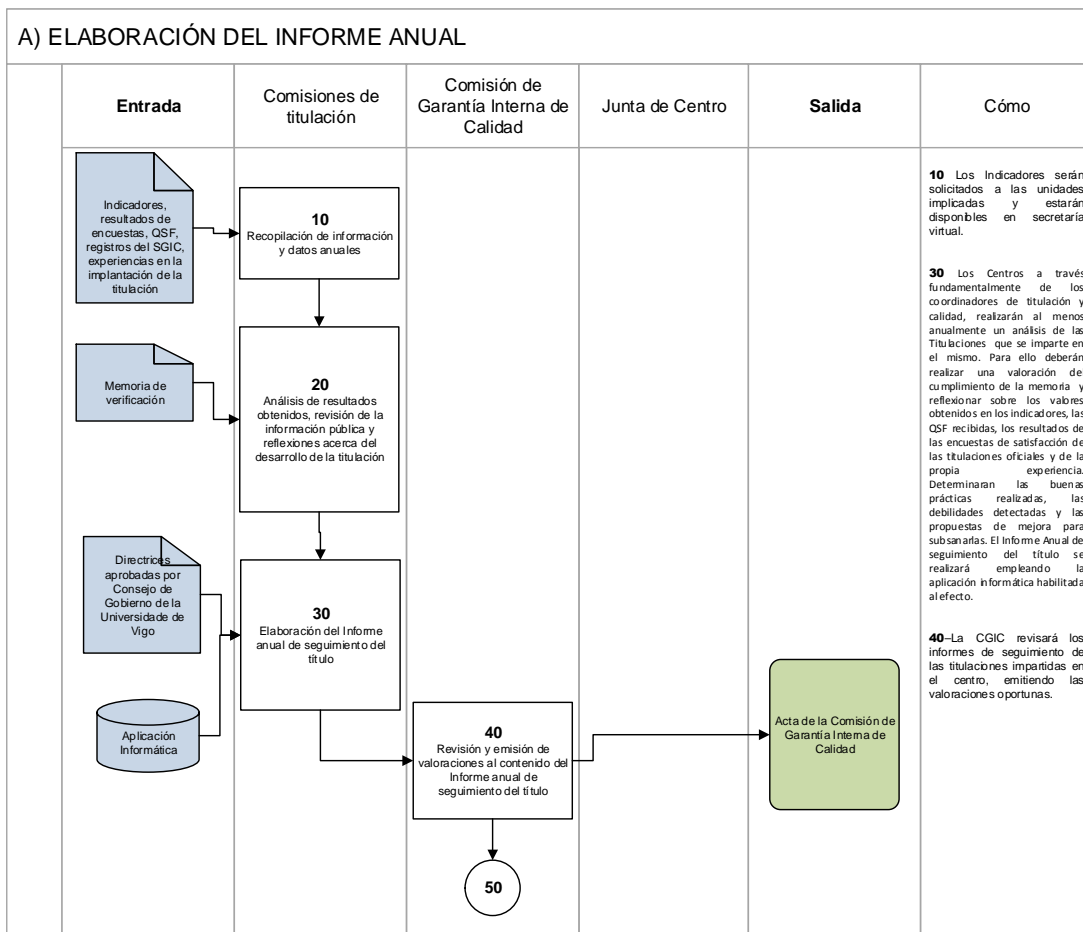 A) ELABORACIÓN DEL INFORME ANUAL
Entrada
Comisiones de
titulación
Comisión de
Garantía Interna de
Calidad
Junta de Centro
Salida
Cómo
Indicadores,
resultados de
encuestas, QSF,
registros del SGIC,
experiencias en la
implantación de la
titulación
10
Recopilación de información
y datos anuales
Memoria de
verificación
20
Análisis de resultados
obtenidos, revisión de la
información pública y
reflexiones acerca del
desarrollo de la titulación
Directrices
aprobadas por
Consejo de
Gobierno de la
Universidade de
Vigo
Aplicación
Informática
30
Elaboración del Informe
anual de seguimiento del
título
40
Revisión y emisión de
valoraciones al contenido del
Informe anual de
seguimiento del título
50
Acta de la Comisión de
Garantía Interna de
Calidad
10 Los Indicadores serán
solicitados a las unidades
implicadas y estarán
disponibles en secretaría
virtual.
30 Los Centros a través
fundamentalmente de los
coordinadores de titulación y
calidad, realizarán al menos
anualmente un análisis de las
Titulaciones que se imparte en
el mismo. Para ello deberán
realizar una valoración de
cumplimiento de la memoria y
reflexionar sobre los valores
obtenidos en los indicadores, las
QSF recibidas, los resultados de
las encuestas de satisfacción de
las titulaciones oficiales y de la
propia experiencia.
Determinaran las buenas
prácticas realizadas, las
debilidades detectadas y las
propuestas de mejora para
subsanarlas. El Informe Anual de
seguimiento del título se
realizará empleando la
aplicación informática habilitada
al efecto.
40–La CGIC revisará los
informes de seguimiento de
las titulaciones impartidas en
el centro, emitiendo las
valoraciones oportunas.